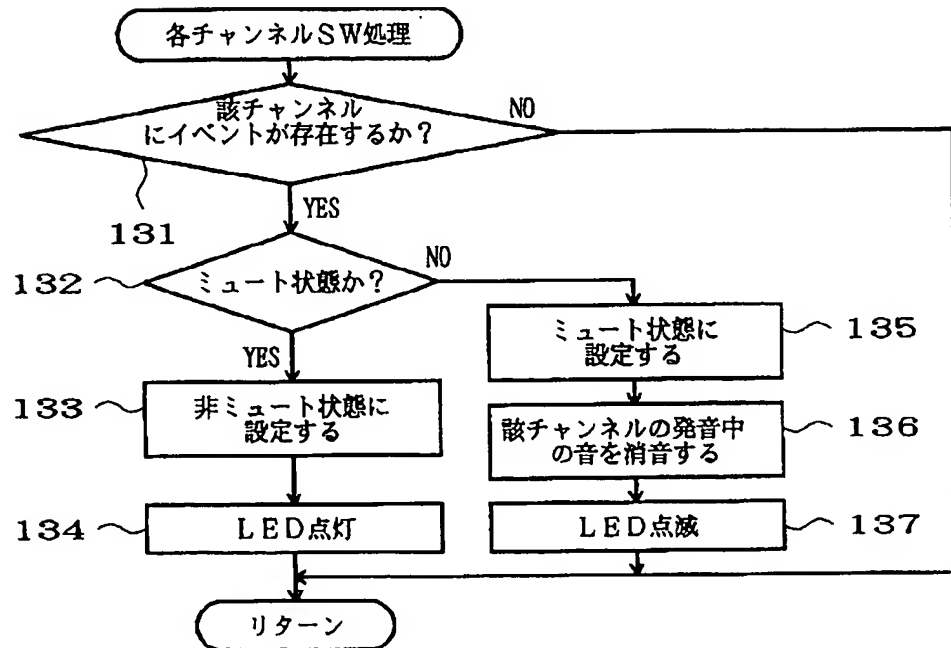 各チャンネルSW処理
該チャンネル
にイベントが存在するか？
NO
131
YES
132
ミュート状態か？
NO
YES
133
非ミュート状態に
設定する
134
LED点灯
ミュート状態に
設定する
135
該チャンネルの発音中
の音を消音する
136
LED点滅
137
リターン